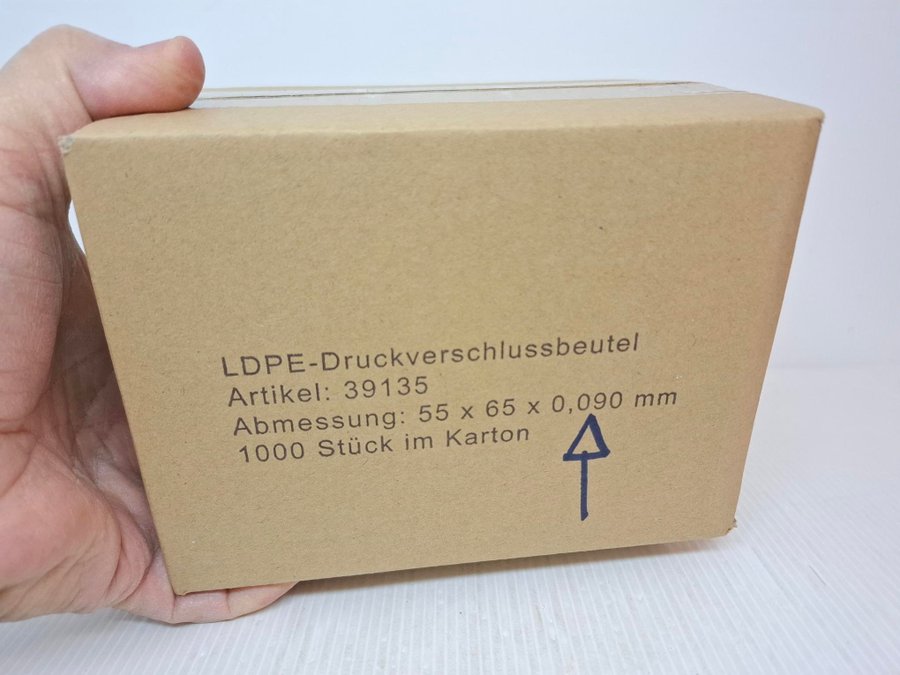 LDPE-Druckverschlussbeutel
Artikel: 39135
Abmessung: 55 x 65 x 0,090 mm
1000 Stück im Karton